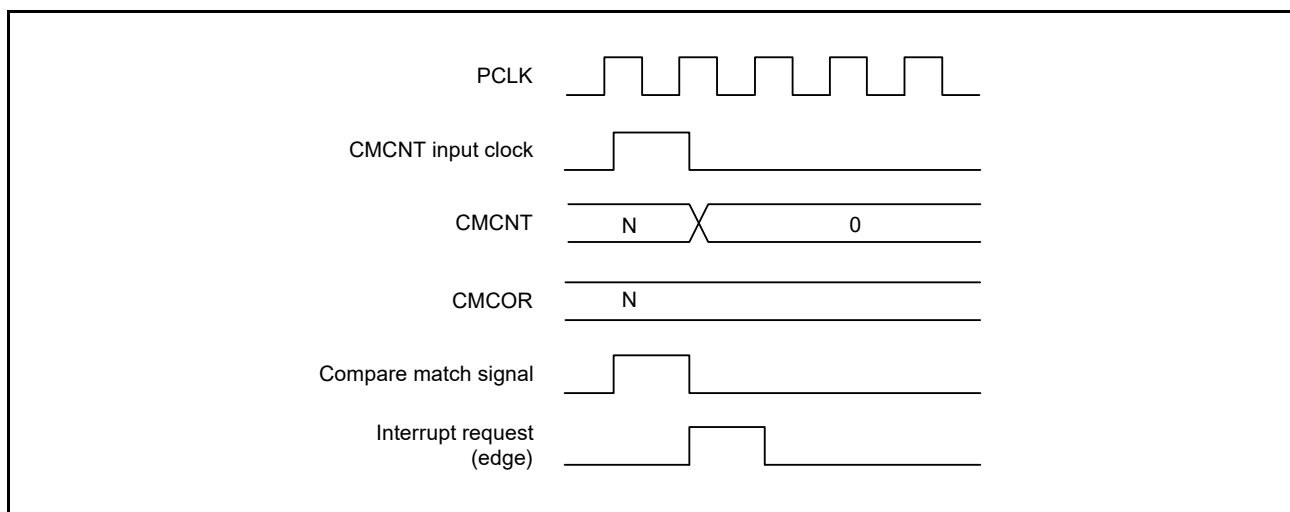 PCLK
CMCNT input clock
CMCNT
N
0
CMCOR
N
Compare match signal
Interrupt request
(edge)